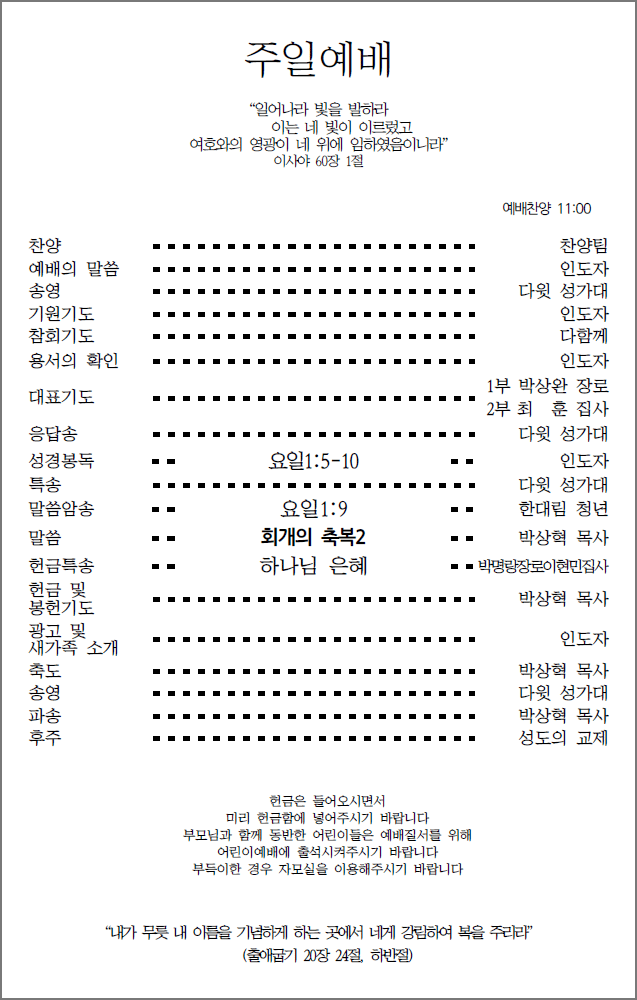 주일예배
“일어나라 빛을 발하라
이는 네 빛이 이르렀고
여호와의 영광이 네 위에 임하였음이니라”
이사야 60장 1절
예배찬양 11:00
찬양 찬양팀
예배의 말씀 인도자
송영 다윗 성가대
기원기도 인도자
참회기도 다함께
용서의 확인 인도자
대표기도 1부 박상완 장로
2부 최 훈 집사
응답송 다윗 성가대
성경봉독 요일1:5-10 인도자
특송 다윗 성가대
말씀암송 요일1:9 한대림 청년
말씀 회개의 축복2 박상혁 목사
헌금특송 하나님 은혜 박명랑장로이현민집사
헌금 및
봉헌기도 박상혁 목사
광고 및
새가족 소개 인도자
축도 박상혁 목사
송영 다윗 성가대
파송 박상혁 목사
후주 성도의 교제
헌금은 들어오시면서
미리 헌금함에 넣어주시기 바랍니다
부모님과 함께 동반한 어린이들은 예배질서를 위해
어린이예배에 출석시켜주시기 바랍니다
부득이한 경우 자모실을 이용해주시기 바랍니다
“내가 무릇 내 이름을 기념하게 하는 곳에서 네게 강림하여 복을 주리라”
(출애굽기 20장 24절, 하반절)